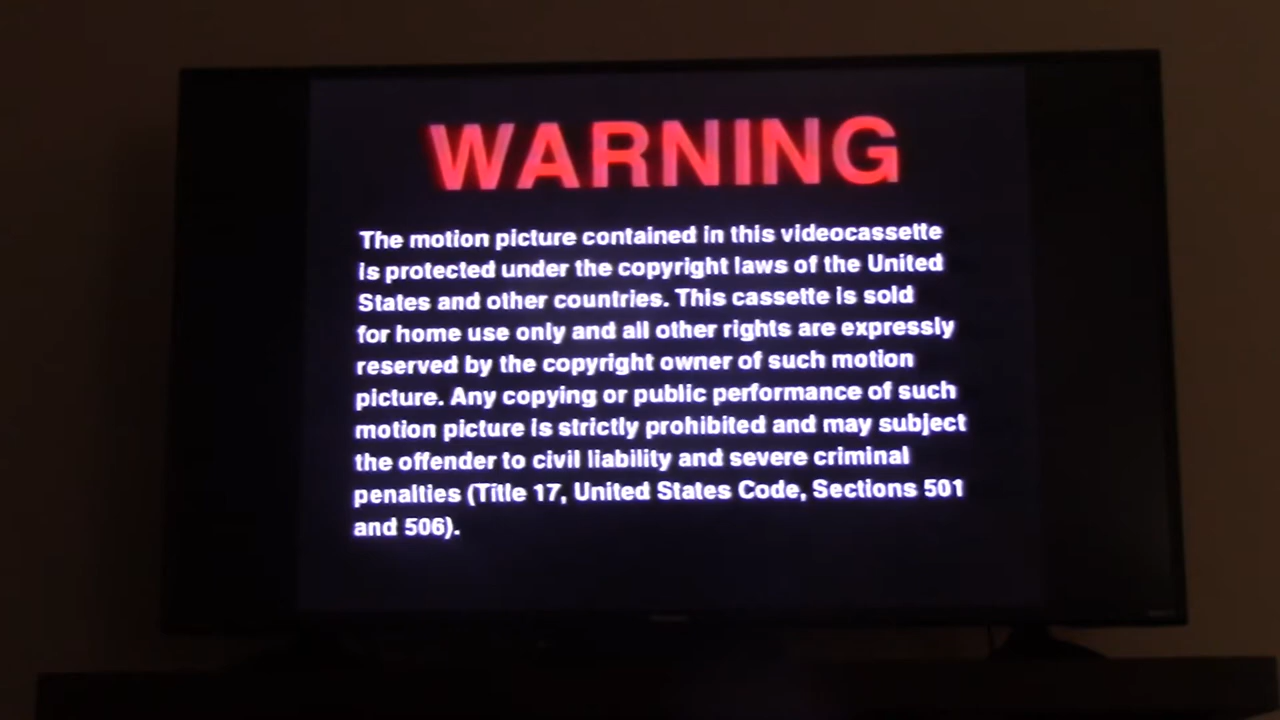 WARNING
The motion picture contained in this videocassette
is protected under the copyright laws of the United
States and other countries. This cassette is sold
for home use only and all other rights are expressly
reserved by the copyright owner of such motion
picture. Any copying or public performance of such
motion picture is strictly prohibited and may subject
the offender to civil liability and severe criminal
penalties (Title 17, United States Code, Sections 501
and 506).